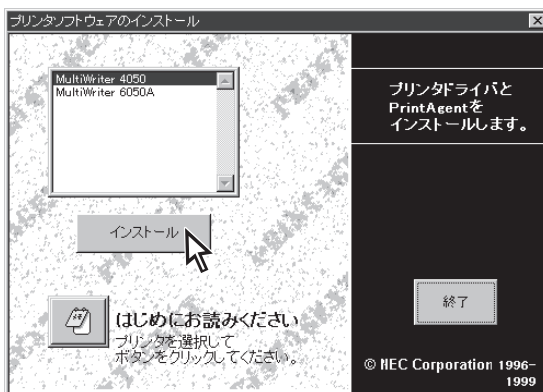 プリンタソフトウェアのインストール
MultiWriter 4050
MultiWriter 6050A
プリンタドライバと
PrintAgentを
インストールします。
インストール
はじめにお読みください
プリンタを選択して
ボタンをクリックしてください。
終了
© NEC Corporation 1996-
1999